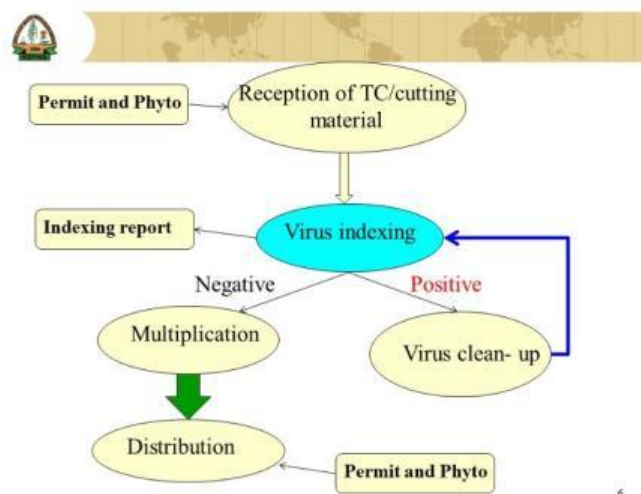 Permit and Phyto
Reception of TC/cutting
material
Indexing report
Virus indexing
Negative
Positive
Multiplication
Virus clean- up
Distribution
Permit and Phyto